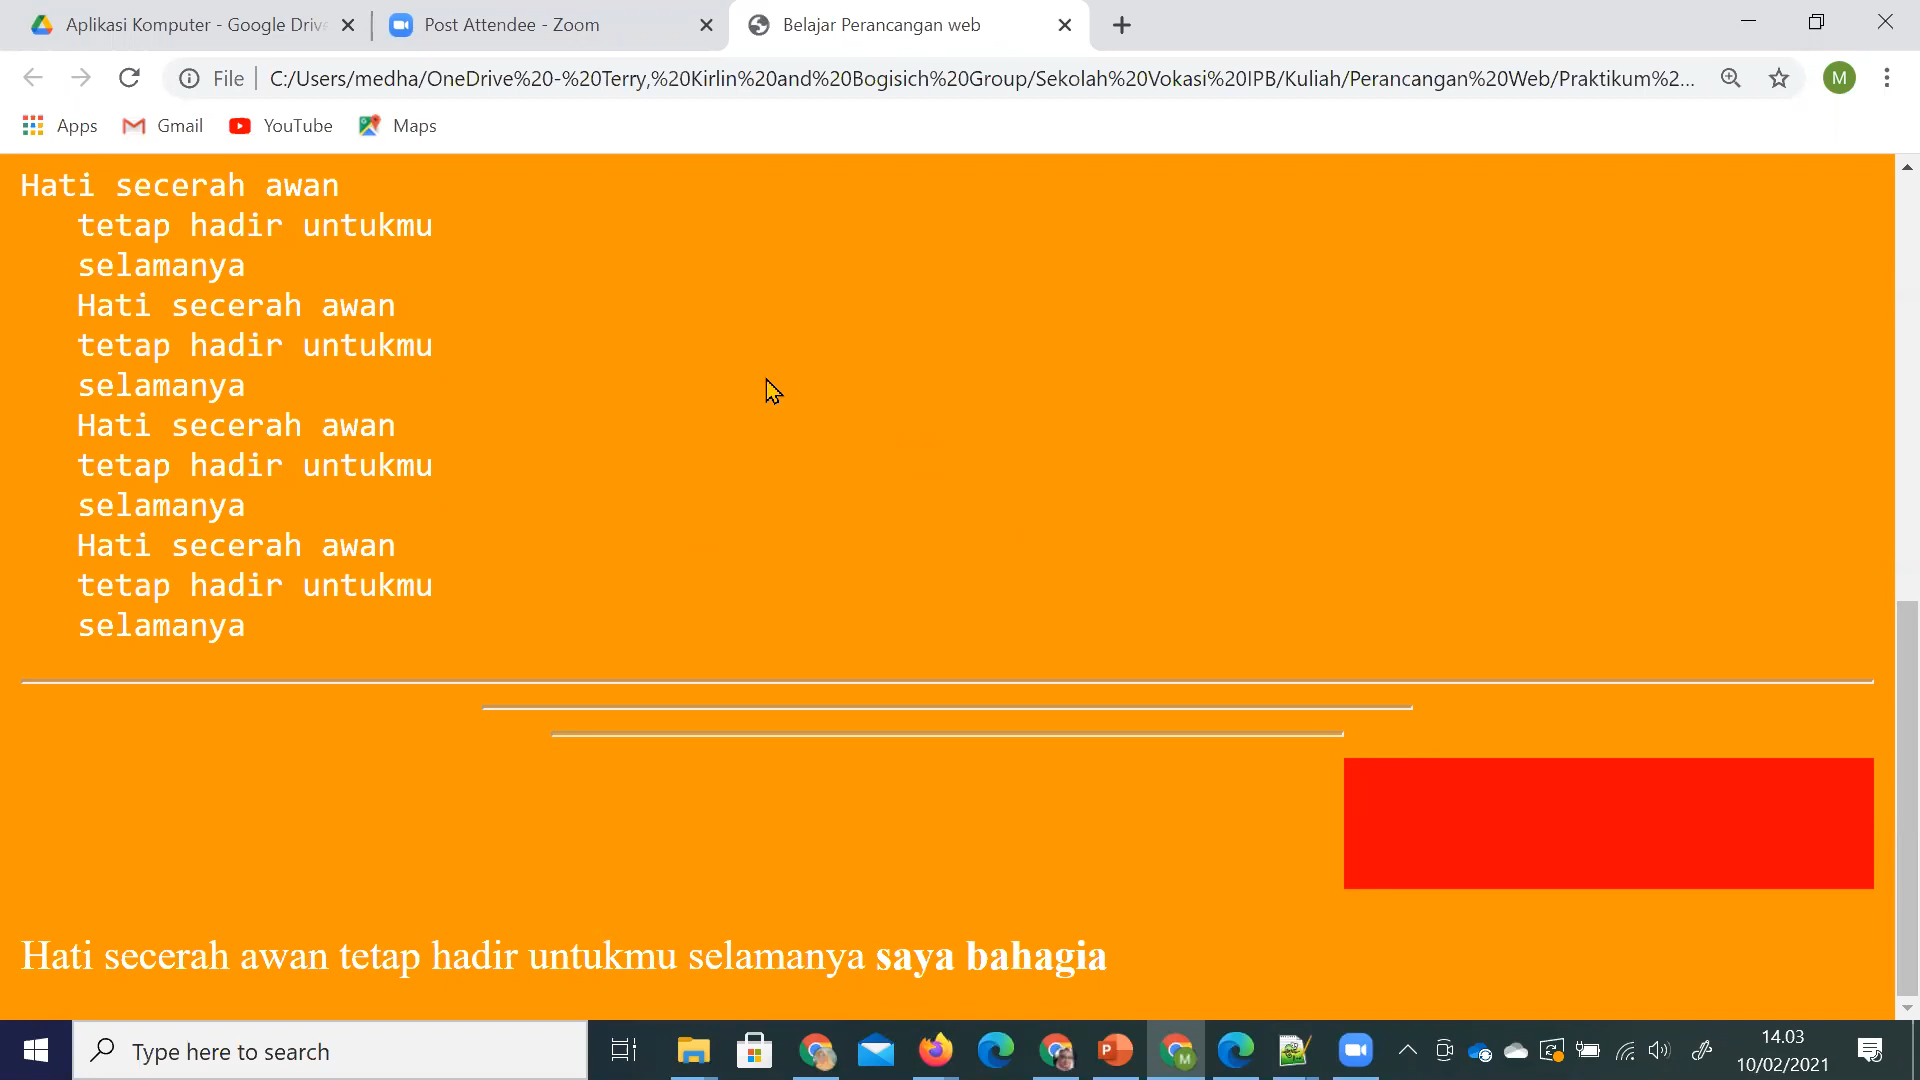 Aplikasi Komputer - Google Drive
Post Attendee - Zoom
Belajar Perancangan web
File
C:/Users/medha/OneDrive%20-%20Terry,%20Kirlin%20and%20Bogisich%20Group/Sekolah%20Vokasi%20IPB/Kuliah/Perancangan%20Web/Praktikum%2...
M
Apps
Gmail
YouTube
Maps
Hati secerah awan
tetap hadir untukmu
selamanya
Hati secerah awan
tetap hadir untukmu
selamanya
Hati secerah awan
tetap hadir untukmu
selamanya
Hati secerah awan
tetap hadir untukmu
selamanya
Hati secerah awan tetap hadir untukmu selamanya saya bahagia
Type here to search
14.03
10/02/2021